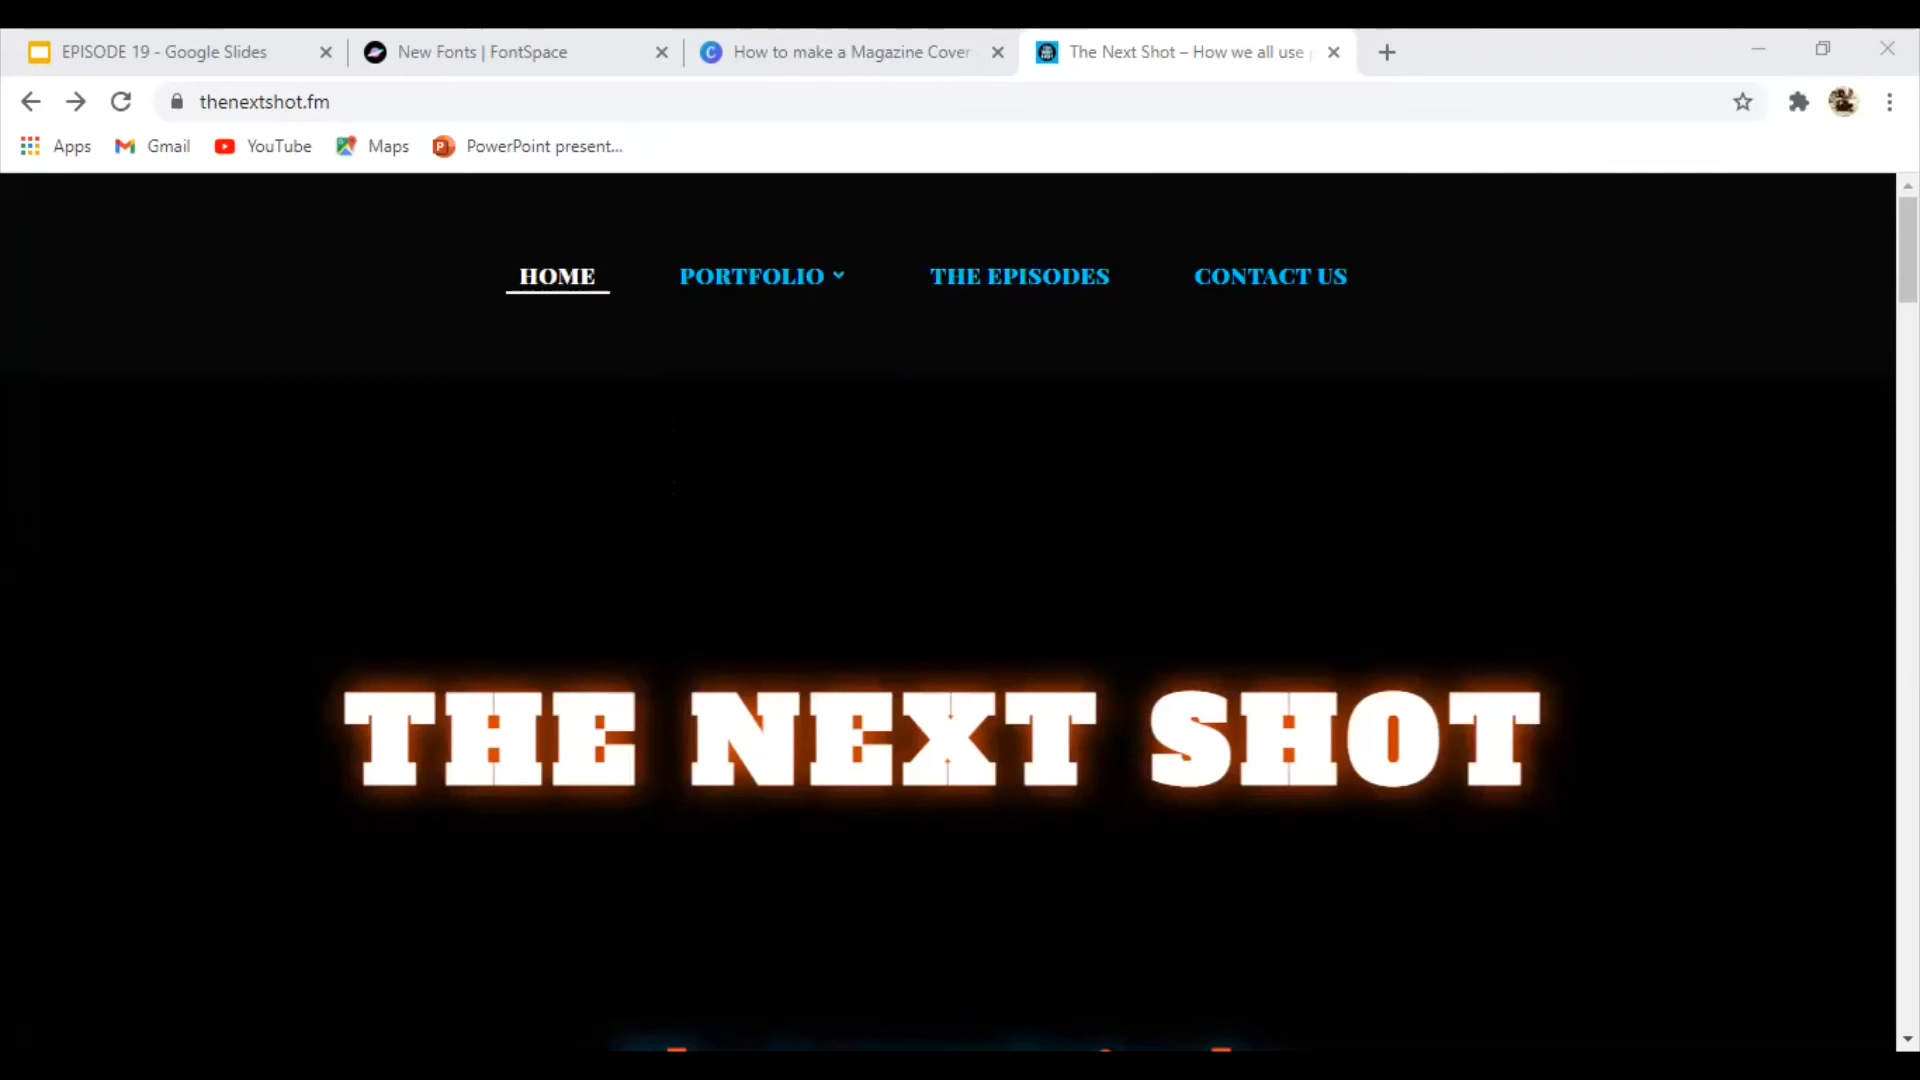 EPISODE 19 - Google Slides
New Fonts | FontSpace
How to make a Magazine Cover
The Next Shot – How we all use
thenextshot.fm
Apps Gmail YouTube Maps PowerPoint present...
HOME PORTFOLIO THE EPISODES CONTACT US
THE NEXT SHOT